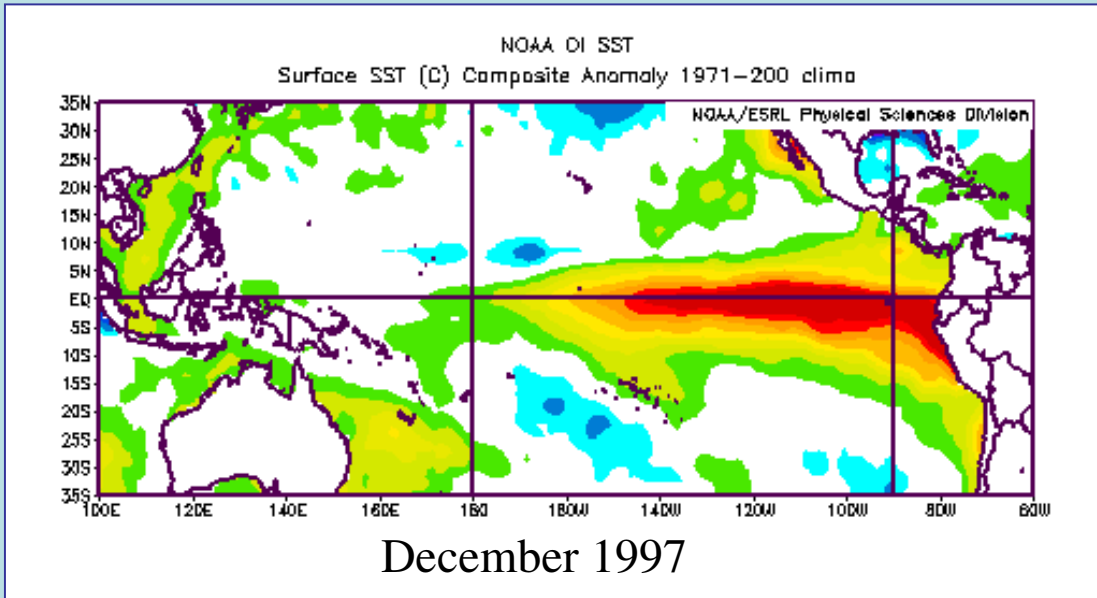 NOAA OI SST
Surface SST (C) Composite Anomaly 1971-200 climo
NOAA/ESRL Physical Sciences Division
35N
30N
25N
20N
15N
10N
5N
EQ
5S
10S
15S
20S
25S
30S
35S
100E 120E 140E 160E 180 160W 140W 120W 100W 80W 60W
December 1997